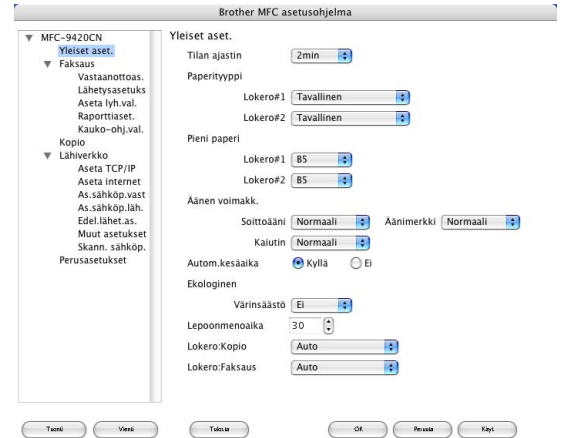 Brother MFC asetusohjelma
MFC-9420CN
Yleiset aset.
Faksaus
Vastaanottoas.
Lähetysasetuks
Aseta lyh.val.
Raporttiaset.
Kauko-ohj.val.
Kopio
Lähiverkko
Aseta TCP/IP
Aseta internet
As.sähköp.vast
As.sähköp.läh.
Edel.lähet.as.
Muut asetukset
Skann. sähköp.
Perusasetukset
Yleiset aset.
Tilan ajastin 2min
Paperityyppi
Lokero#1 Tavallinen
Lokero#2 Tavallinen
Pieni paperi
Lokero#1 B5
Lokero#2 B5
Äänen voimakk.
Soittoääni Normaali Äänimerkki Normaali
Kaiutin Normaali
Autom.kesäaika Kyllä Ei
Ekologinen
Värinsäästö Ei
Lepoonmenoaika 30
Lokero:Kopio Auto
Lokero:Faksaus Auto
Tuonti Vienti Tulosta OK Peruuta Käyt